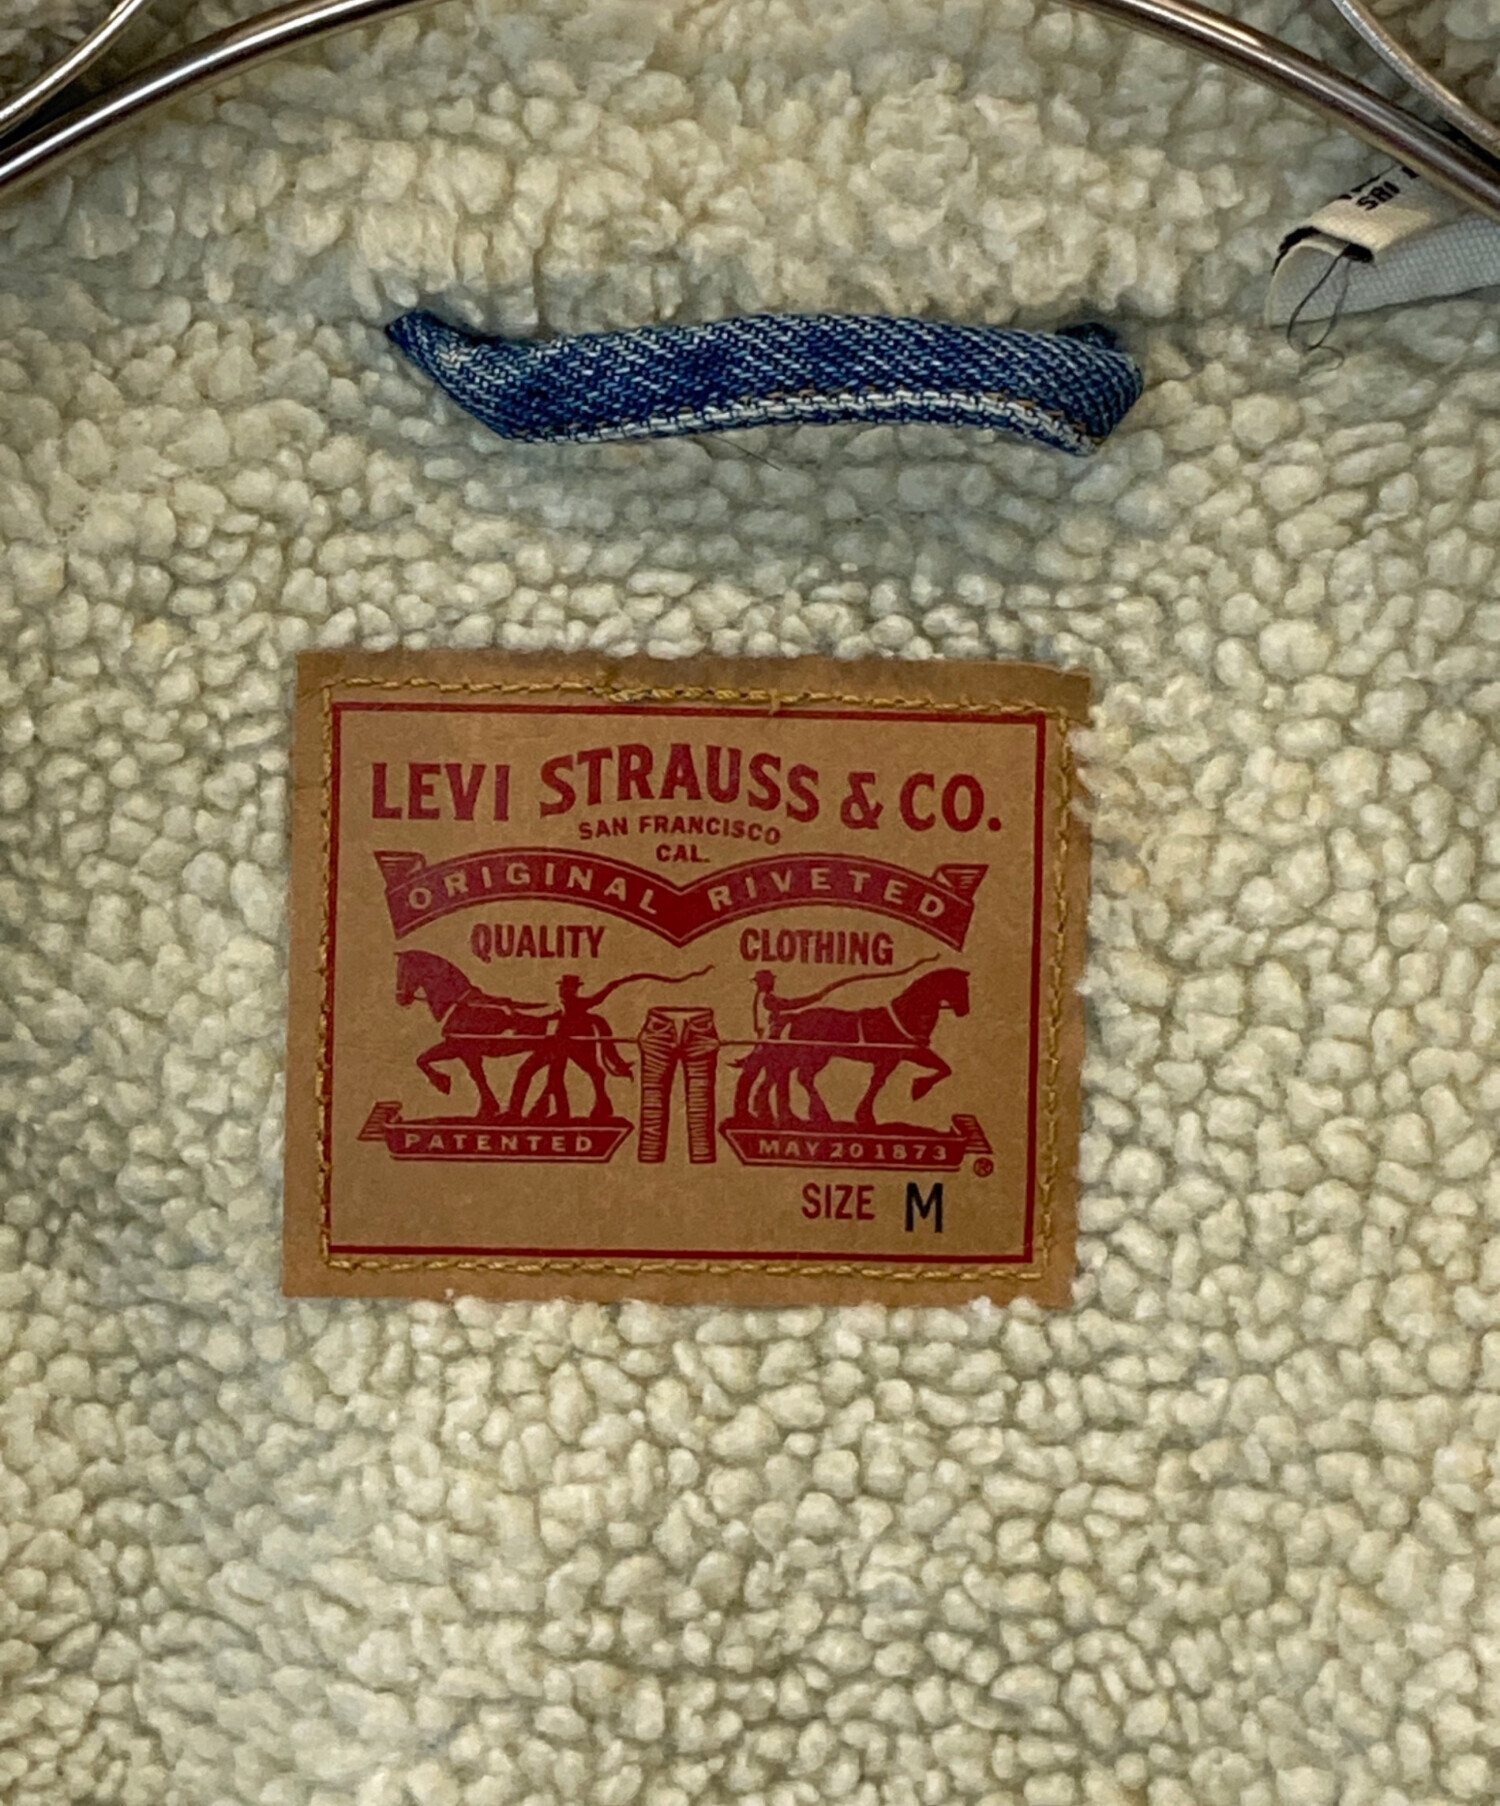 LEVI STRAUSS & CO.
SAN FRANCISCO
CAL.
ORIGINAL RIVETED
QUALITY CLOTHING
PATENTED MAY 20 1873
®
SIZE M